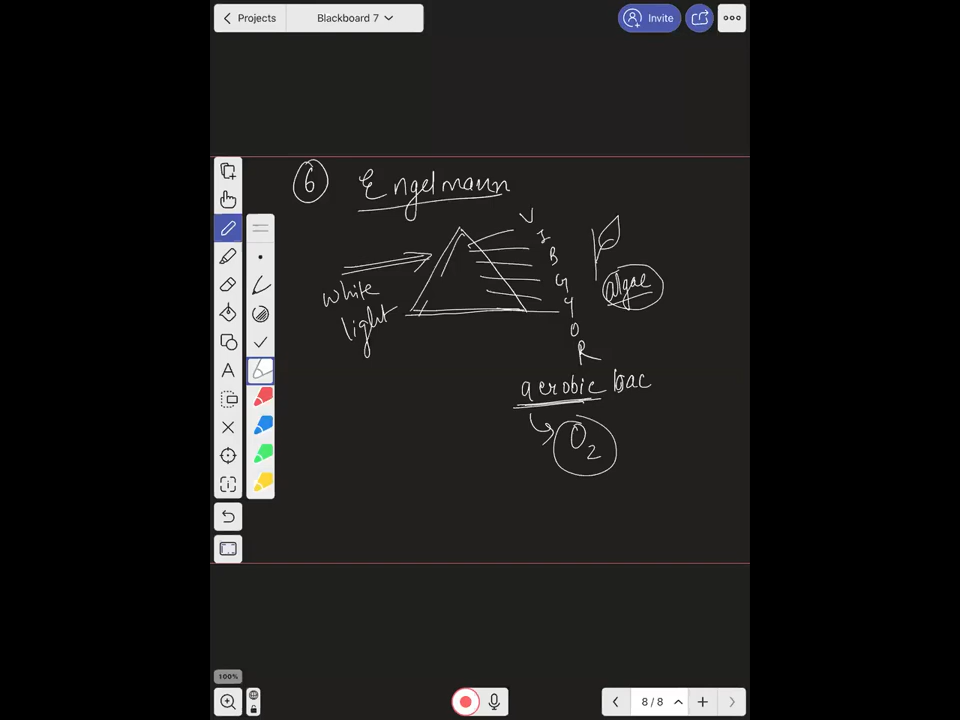 Projects
Blackboard 7
Invite
6 Engelmann
V
I
B
G
Y
O
R
white
light
algae
aerobic bac
O2
A
100%
8/8